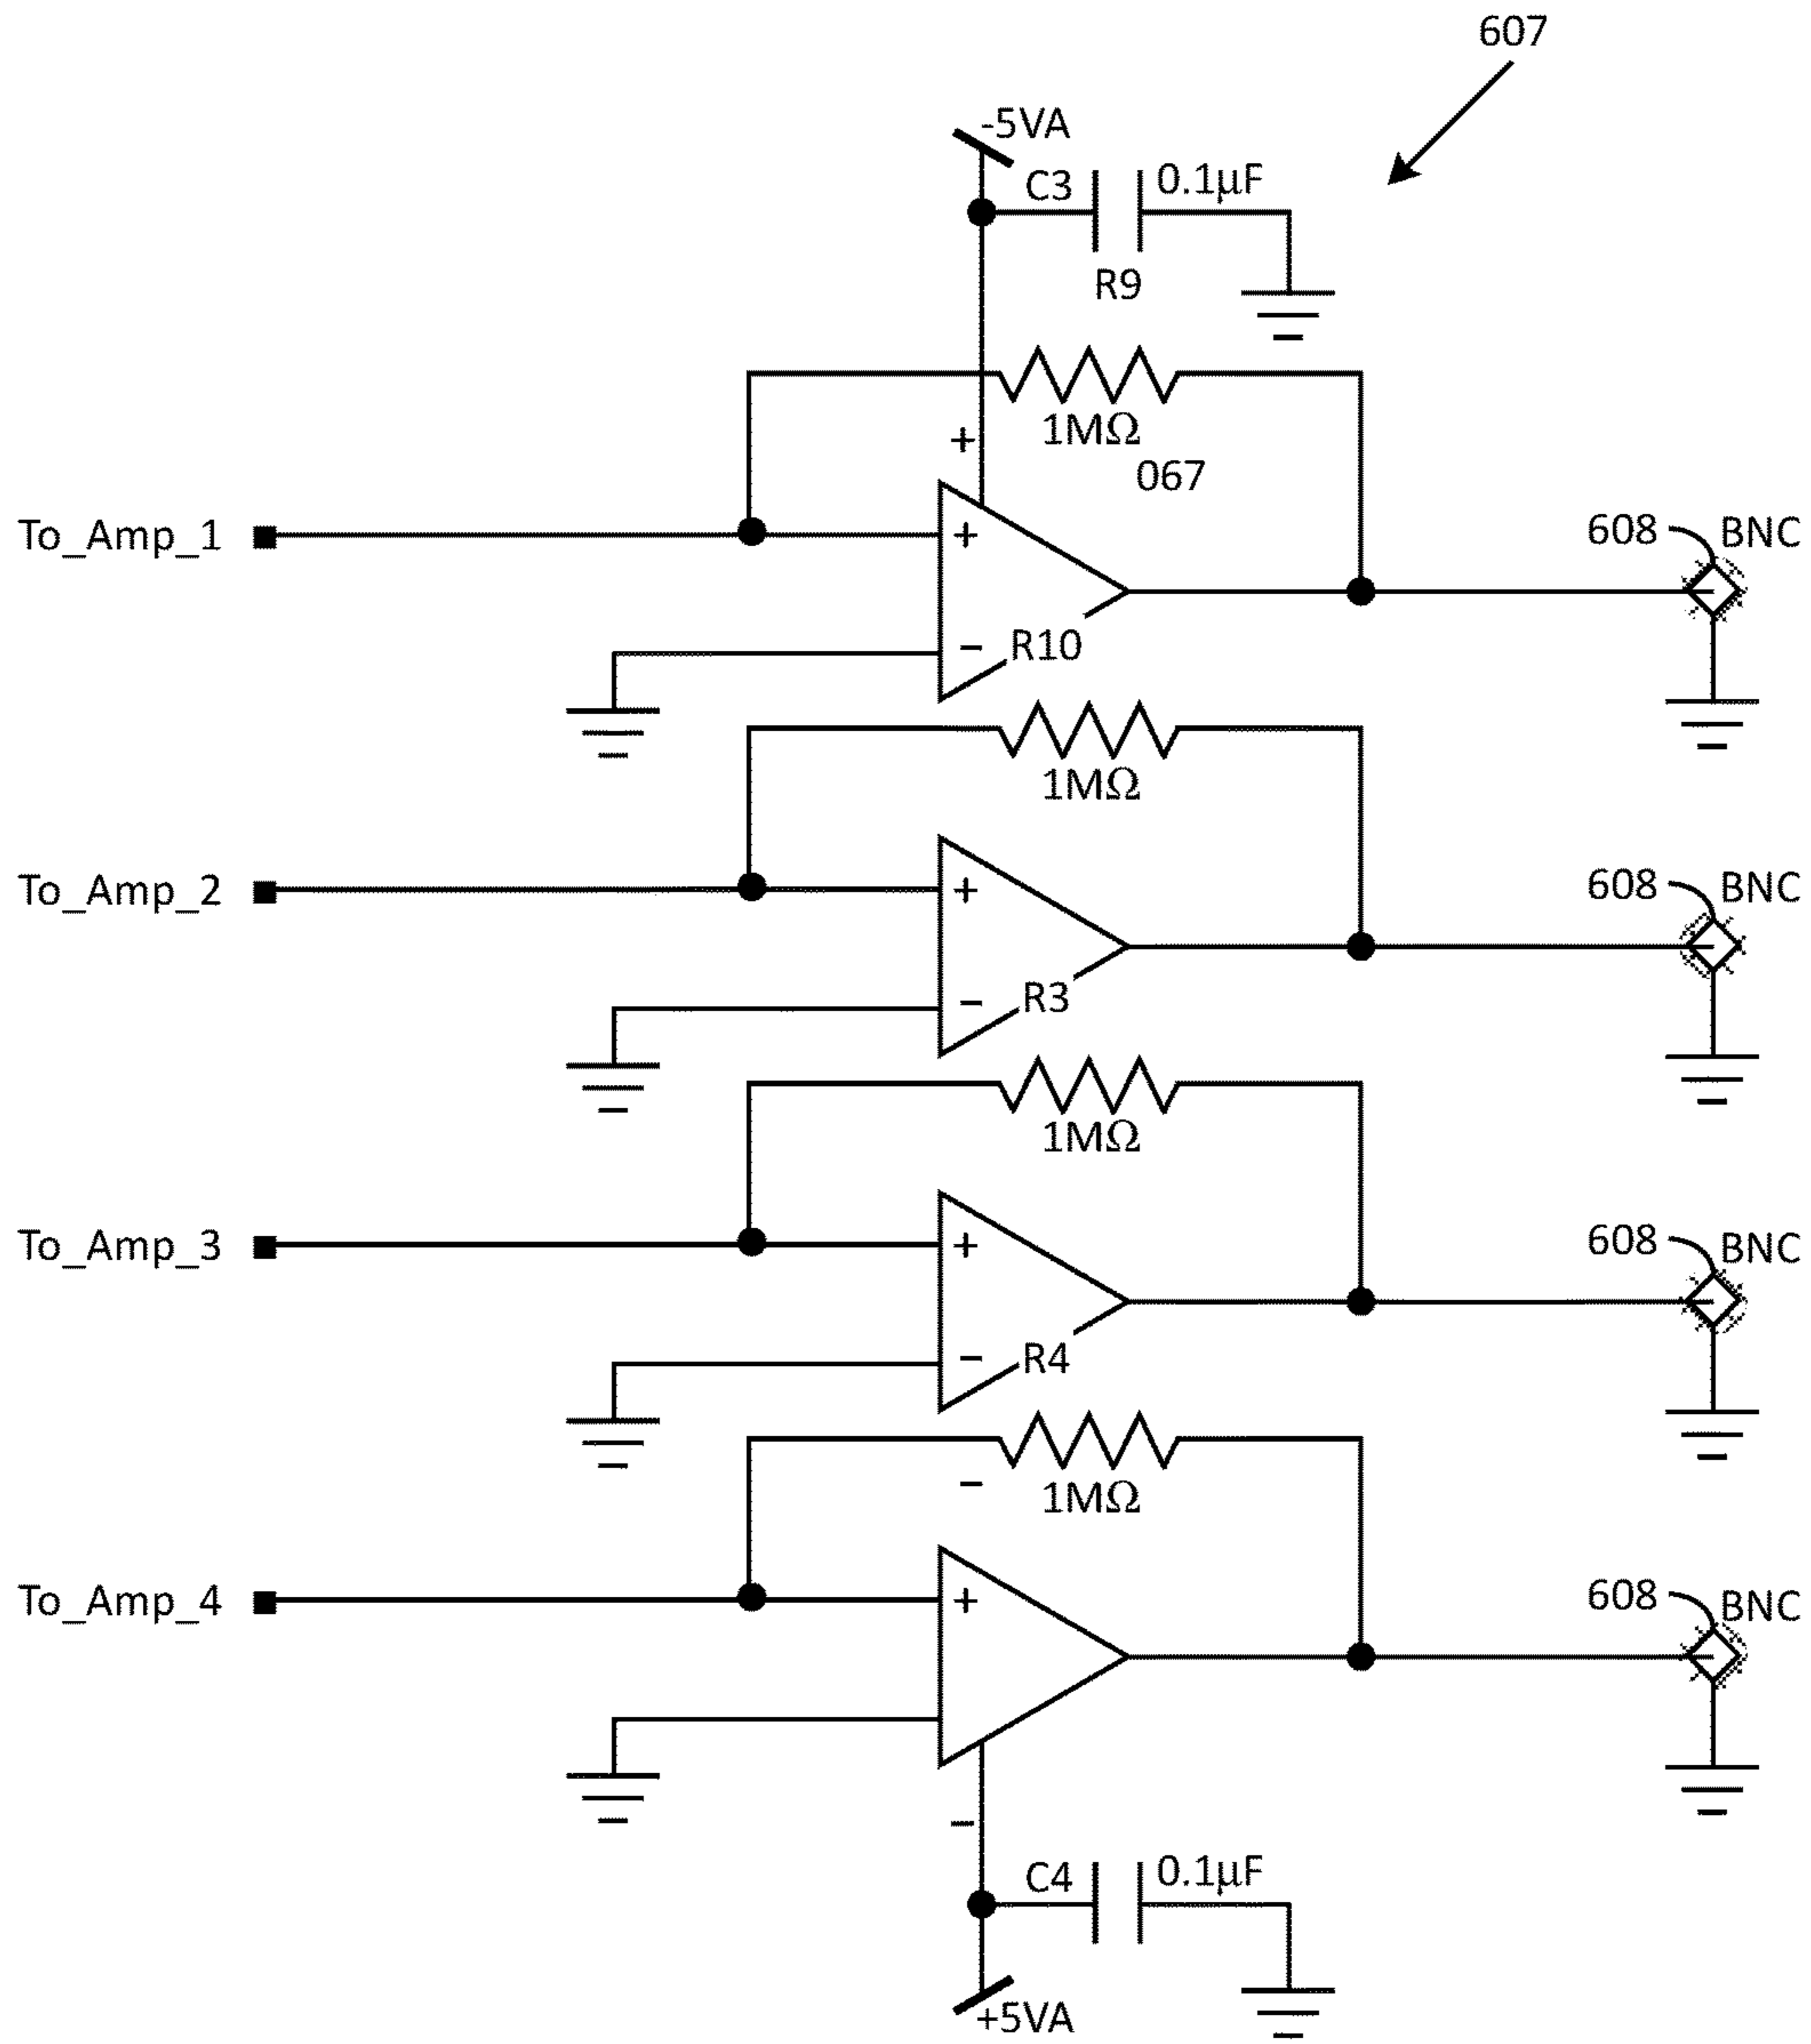 607
-5VA
C3 0.1µF
R9
1MΩ
+
067
To_Amp_1
+
608 BNC
−
R10
1MΩ
To_Amp_2
+
608 BNC
−
R3
1MΩ
To_Amp_3
+
608 BNC
−
R4
−
1MΩ
To_Amp_4
+
608 BNC
−
C4 0.1µF
+5VA